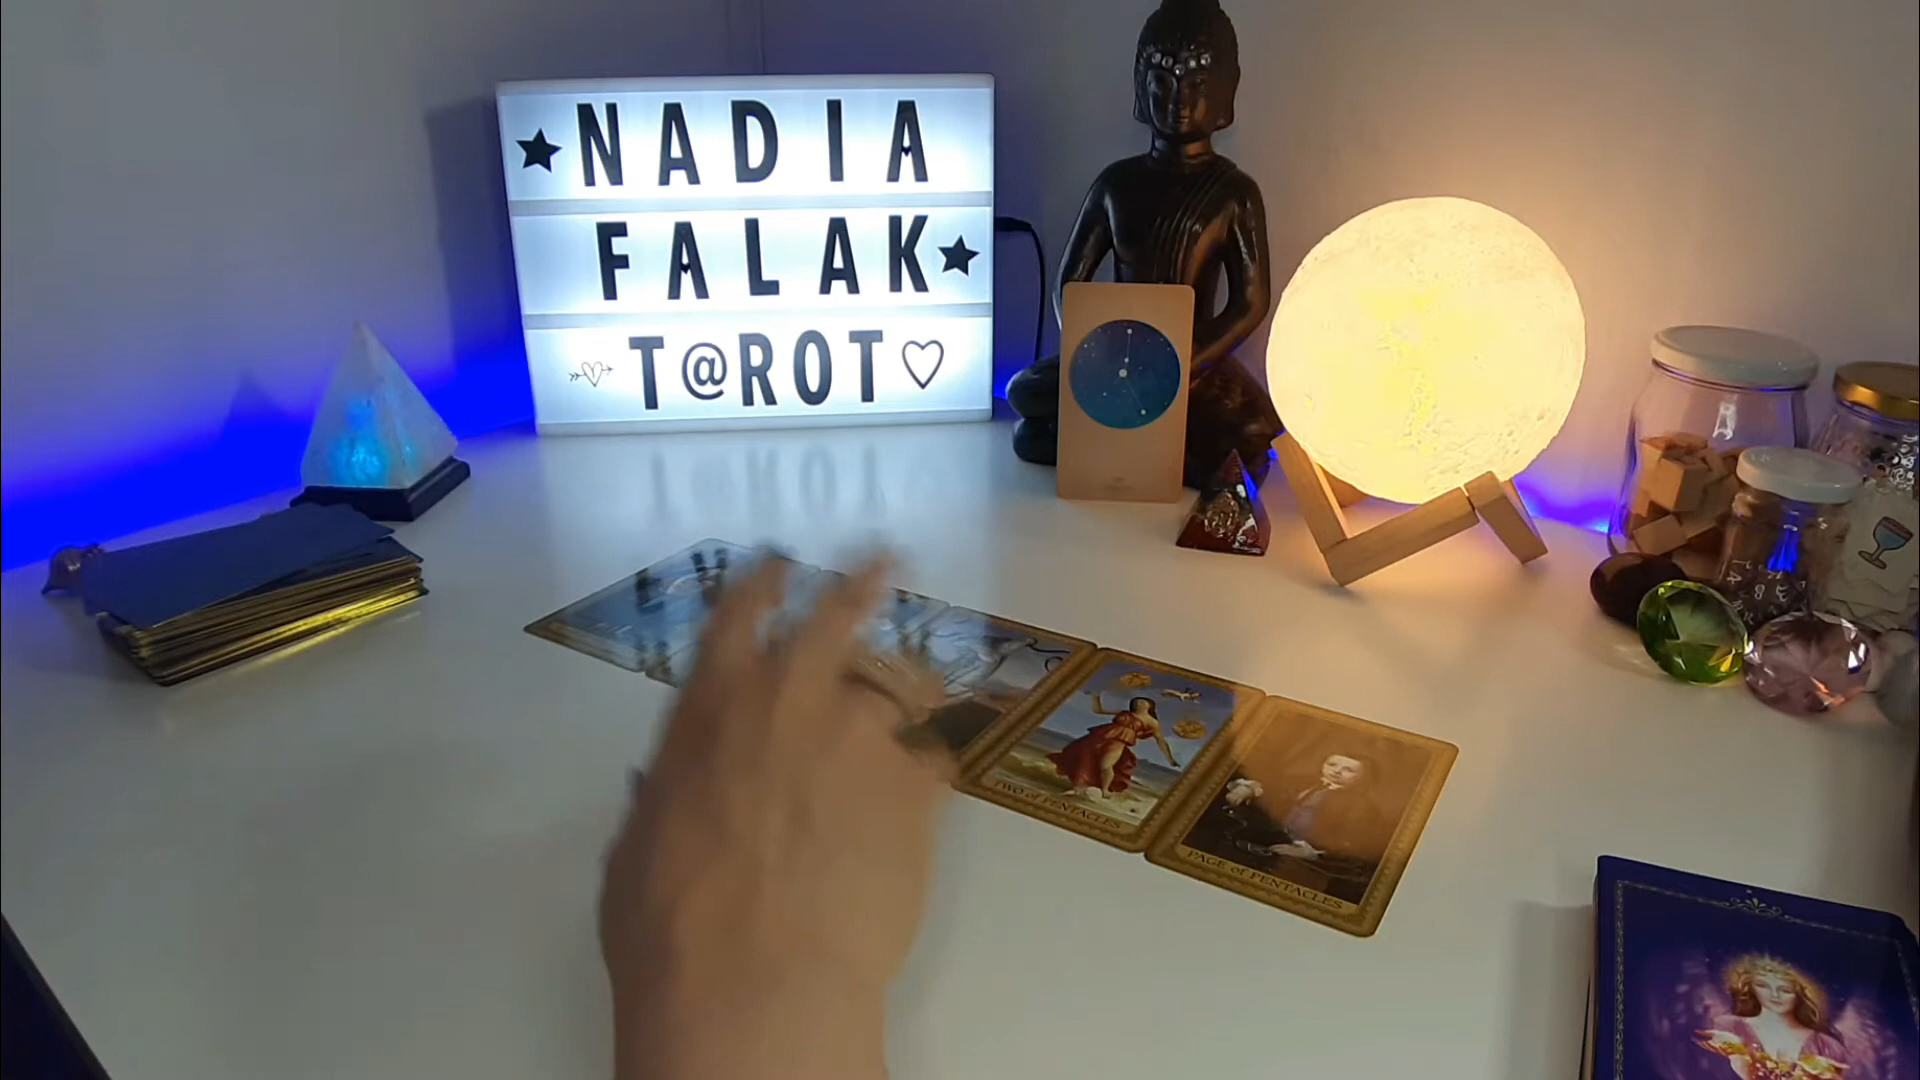 NADIA
FALAK
T@ROT
TWO of PENTACLES
PAGE of PENTACLES